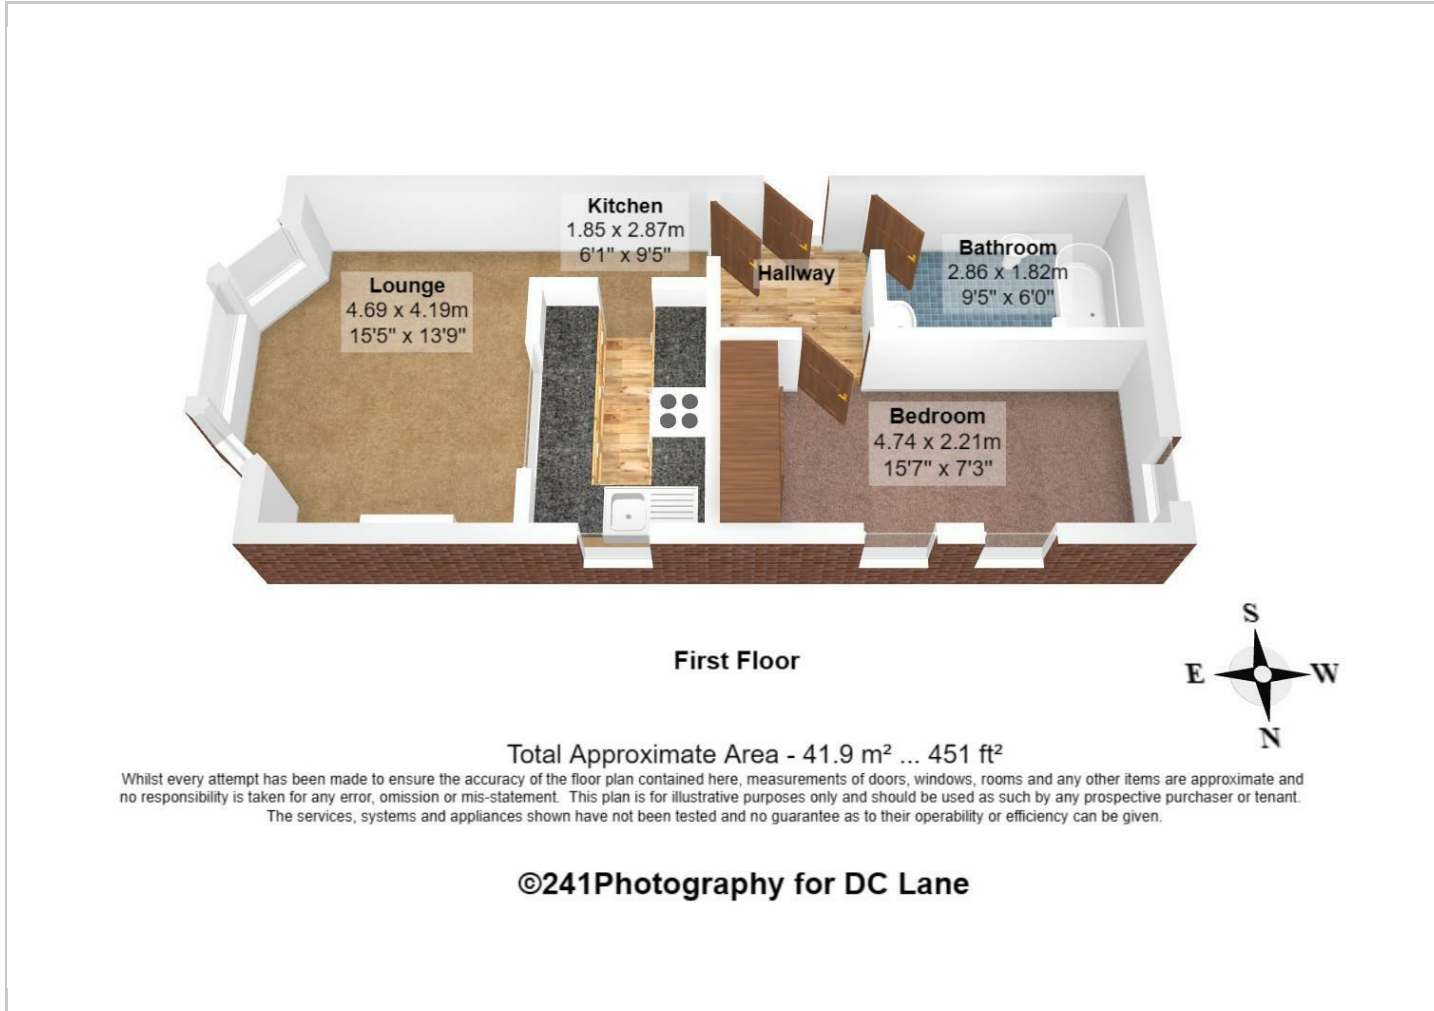 Kitchen
1.85 x 2.87m
6'1" x 9'5"
Lounge
4.69 x 4.19m
15'5" x 13'9"
Hallway
Bathroom
2.86 x 1.82m
9'5" x 6'0"
Bedroom
4.74 x 2.21m
15'7" x 7'3"
First Floor
S
E W
N
Total Approximate Area - 41.9 m² ... 451 ft²
Whilst every attempt has been made to ensure the accuracy of the floor plan contained here, measurements of doors, windows, rooms and any other items are approximate and
no responsibility is taken for any error, omission or mis-statement. This plan is for illustrative purposes only and should be used as such by any prospective purchaser or tenant.
The services, systems and appliances shown have not been tested and no guarantee as to their operability or efficiency can be given.
©241Photography for DC Lane